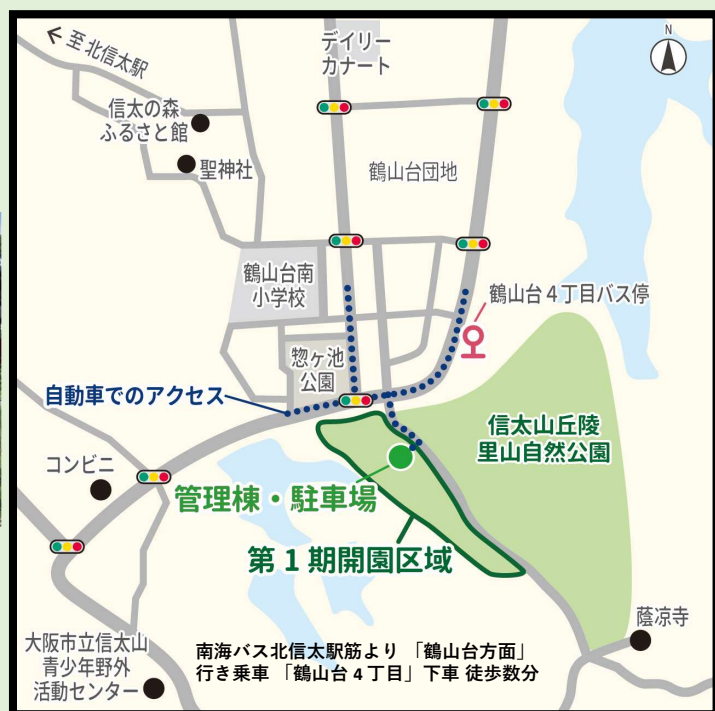 ← 至 北信太駅
デイリー
カナート
N
信太の森
ふるさと館
聖神社
鶴山台団地
鶴山台南
小学校
鶴山台４丁目バス停
惣ヶ池
公園
自動車でのアクセス
信太山丘陵
里山自然公園
コンビニ
管理棟・駐車場
第１期開園区域
蔭凉寺
大阪市立信太山
青少年野外
活動センター
南海バス北信太駅筋より 「鶴山台方面」
行き乗車 「鶴山台４丁目」下車 徒歩数分